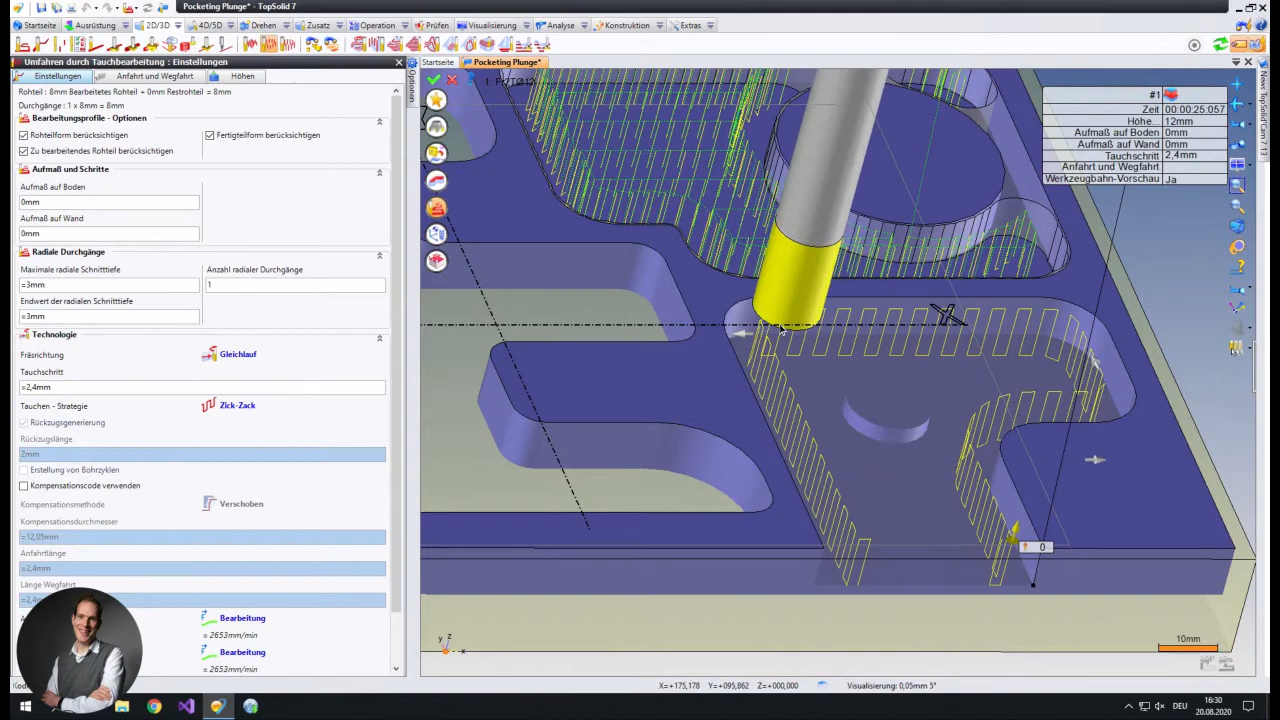 Pocketing Plunge* - TopSolid 7
Startseite
Ausrüstung
2D/3D
4D/5D
Drehen
Zusatz
Operation
Prüfen
Visualisierung
Analyse
Konstruktion
Extras
Umfahren durch Tauchbearbeitung : Einstellungen
Einstellungen
Anfahrt und Wegfahrt
Höhen
Rohteil : 8mm Bearbeitetes Rohteil + 0mm Restrohteil = 8mm
Durchgänge : 1 x 8mm = 8mm
Bearbeitungsprofile - Optionen
Rohteilform berücksichtigen
Fertigteilform berücksichtigen
Zu bearbeitendes Rohteil berücksichtigen
Aufmaß und Schritte
Aufmaß auf Boden
0mm
Aufmaß auf Wand
0mm
Radiale Durchgänge
Maximale radiale Schnitttiefe
Anzahl radialer Durchgänge
=3mm
1
Endwert der radialen Schnitttiefe
=3mm
Technologie
Fräsrichtung
Gleichlauf
Tauchschritt
=2,4mm
Tauchen - Strategie
Zick-Zack
Rückzugsgenerierung
Rückzugslänge
2mm
Erstellung von Bohrzyklen
Kompensationscode verwenden
Kompensationsmethode
Verschoben
Kompensationsdurchmesser
=12,05mm
Anfahrtlänge
=2,4mm
Länge Wegfahrt
Bearbeitung
= 2653mm/min
Bearbeitung
= 2653mm/min
Optionen
Startseite
Pocketing Plunge*
#1
Zeit 00:00:25:057
Höhe... 12mm
Aufmaß auf Boden 0mm
Aufmaß auf Wand 0mm
Tauchschritt 2,4mm
Anfahrt und Wegfahrt
Werkzeugbahn-Vorschau Ja
0
10mm
y z
x
News TopSolid'Cam 7.13
X=+175,178 Y=+095,862 Z=+000,000
Visualisierung: 0,05mm 5°
DEU
16:30
20.08.2020